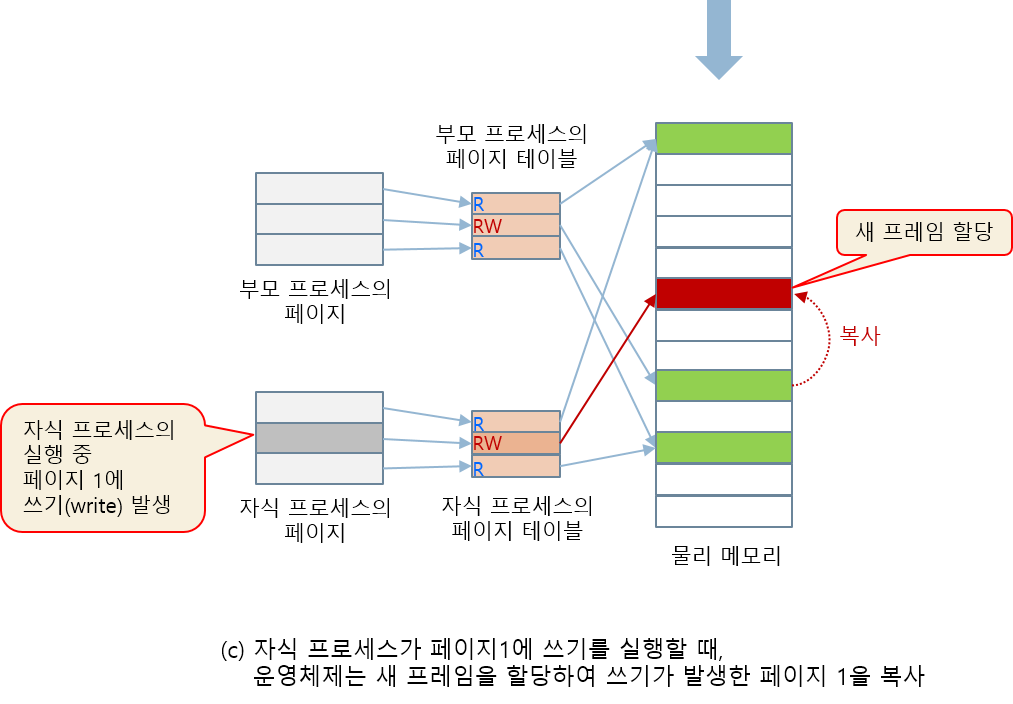 부모 프로세스의
페이지 테이블
R
RW
R
새 프레임 할당
부모 프로세스의
페이지
복사
자식 프로세스의
실행 중
페이지 1에
쓰기(write) 발생
R
RW
R
자식 프로세스의
페이지
자식 프로세스의
페이지 테이블
물리 메모리
(c) 자식 프로세스가 페이지1에 쓰기를 실행할 때,
운영체제는 새 프레임을 할당하여 쓰기가 발생한 페이지 1을 복사